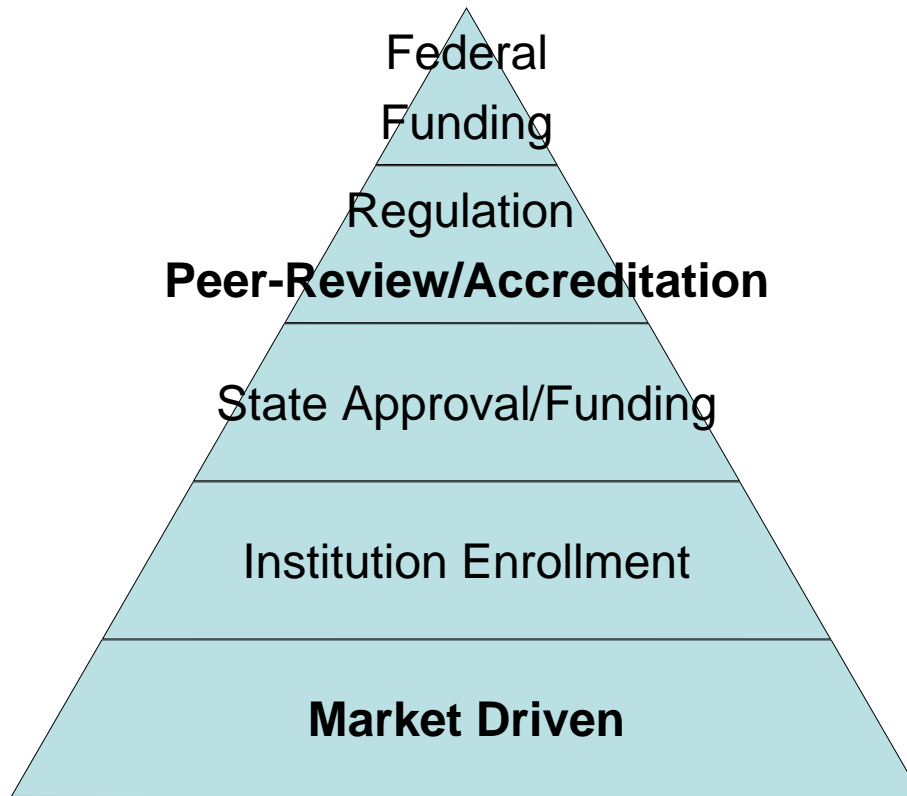 Federal
Funding
Regulation
Peer-Review/Accreditation
State Approval/Funding
Institution Enrollment
Market Driven